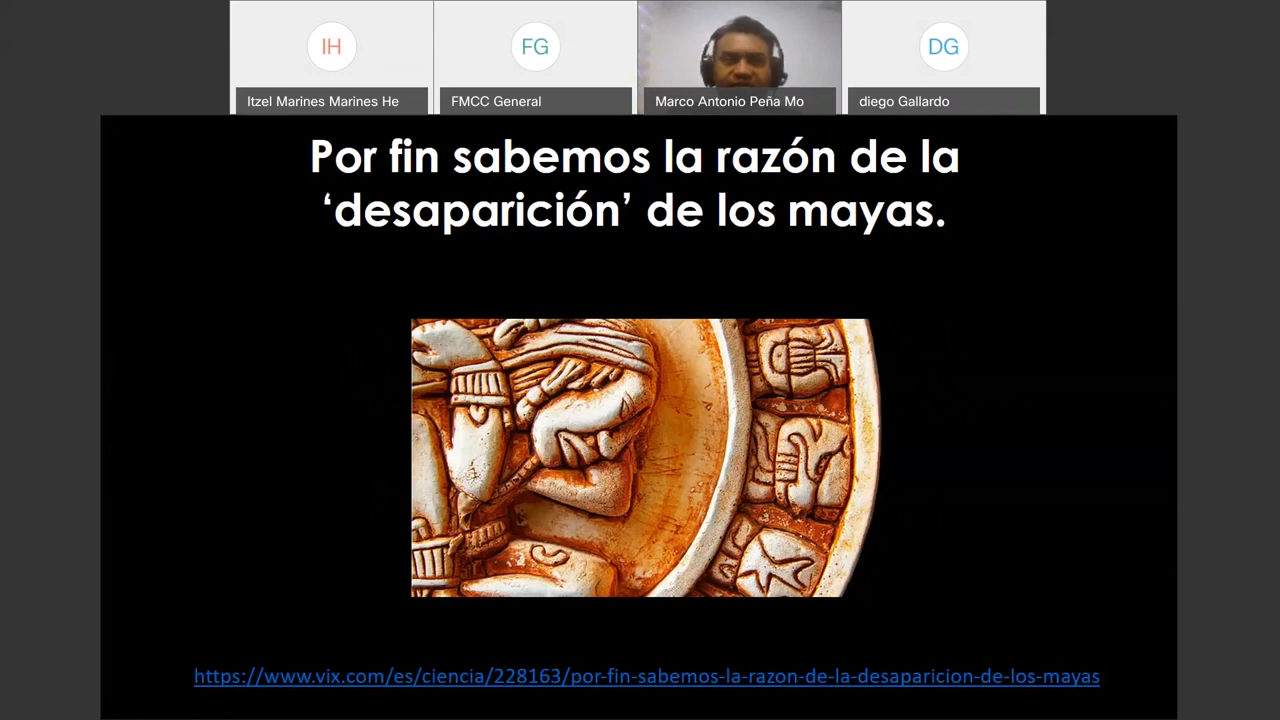 IH
FG
DG
Itzel Marines Marines He
FMCC General
Marco Antonio Peña Mo
diego Gallardo
Por fin sabemos la razón de la
‘desaparición’ de los mayas.
https://www.vix.com/es/ciencia/228163/por-fin-sabemos-la-razon-de-la-desaparicion-de-los-mayas